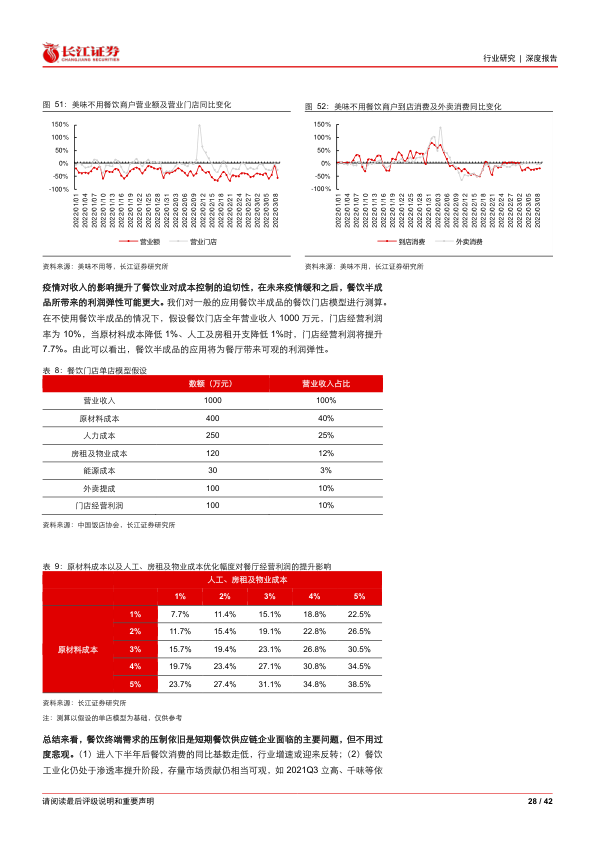 长江证券
CHANGJIANG SECURITIES
行业研究 | 深度报告
图 51：美味不用餐饮商户营业额及营业门店同比变化
150%
100%
50%
0%
-50%
-100%
2022/01/01
2022/01/04
2022/01/07
2022/01/10
2022/01/13
2022/01/16
2022/01/19
2022/01/22
2022/01/25
2022/01/28
2022/01/31
2022/02/03
2022/02/06
2022/02/09
2022/02/12
2022/02/15
2022/02/18
2022/02/21
2022/02/24
2022/02/27
2022/03/02
2022/03/05
2022/03/08
营业额
营业门店
资料来源：美味不用等，长江证券研究所
图 52：美味不用餐饮商户到店消费及外卖消费同比变化
150%
100%
50%
0%
-50%
-100%
2022/01/01
2022/01/04
2022/01/07
2022/01/10
2022/01/13
2022/01/16
2022/01/19
2022/01/22
2022/01/25
2022/01/28
2022/01/31
2022/02/03
2022/02/06
2022/02/09
2022/02/12
2022/02/15
2022/02/18
2022/02/21
2022/02/24
2022/02/27
2022/03/02
2022/03/05
2022/03/08
到店消费
外卖消费
资料来源：美味不用，长江证券研究所
疫情对收入的影响提升了餐饮业对成本控制的迫切性，在未来疫情缓和之后，餐饮半成
品所带来的利润弹性可能更大。我们对一般的应用餐饮半成品的餐饮门店模型进行测算。
在不使用餐饮半成品的情况下，假设餐饮门店全年营业收入 1000 万元，门店经营利润
率为 10%，当原材料成本降低 1%、人工及房租开支降低 1%时，门店经营利润将提升
7.7%。由此可以看出，餐饮半成品的应用将为餐厅带来可观的利润弹性。
表 8：餐饮门店单店模型假设
数额（万元） 营业收入占比
营业收入 1000 100%
原材料成本 400 40%
人力成本 250 25%
房租及物业成本 120 12%
能源成本 30 3%
外卖提成 100 10%
门店经营利润 100 10%
资料来源：中国饭店协会，长江证券研究所
表 9：原材料成本以及人工、房租及物业成本优化幅度对餐厅经营利润的提升影响
人工、房租及物业成本
1% 2% 3% 4% 5%
1% 7.7% 11.4% 15.1% 18.8% 22.5%
2% 11.7% 15.4% 19.1% 22.8% 26.5%
原材料成本 3% 15.7% 19.4% 23.1% 26.8% 30.5%
4% 19.7% 23.4% 27.1% 30.8% 34.5%
5% 23.7% 27.4% 31.1% 34.8% 38.5%
资料来源：长江证券研究所
注：测算以假设的单店模型为基础，仅供参考
总结来看，餐饮终端需求的压制依旧是短期餐饮供应链企业面临的主要问题，但不用过
度悲观。（1）进入下半年后餐饮消费的同比基数走低，行业增速或迎来反转；（2）餐饮
工业化仍处于渗透率提升阶段，存量市场贡献仍相当可观，如 2021Q3 立高、千味等依
请阅读最后评级说明和重要声明
28 / 42